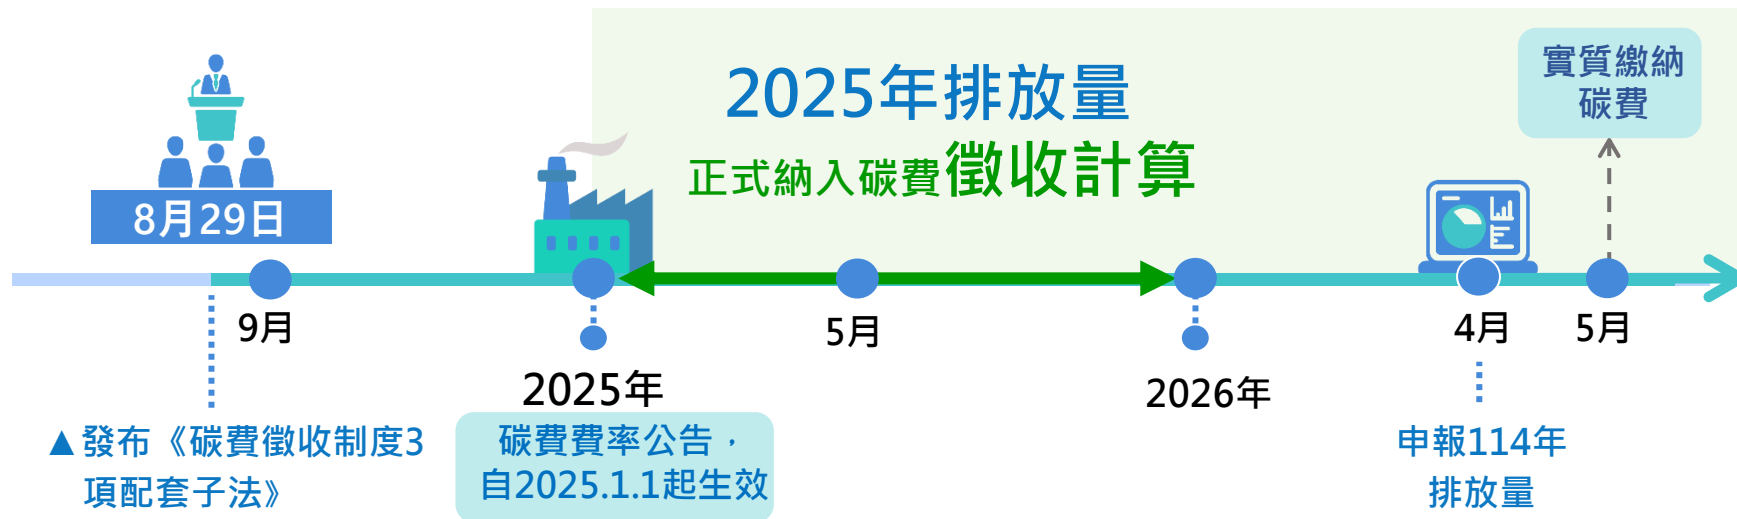 2025年排放量
正式納入碳費徵收計算
實質繳納
碳費
8月29日
9月
5月
4月
5月
2025年
2026年
▲發布《碳費徵收制度3
項配套子法》
碳費費率公告，
自2025.1.1起生效
申報114年
排放量